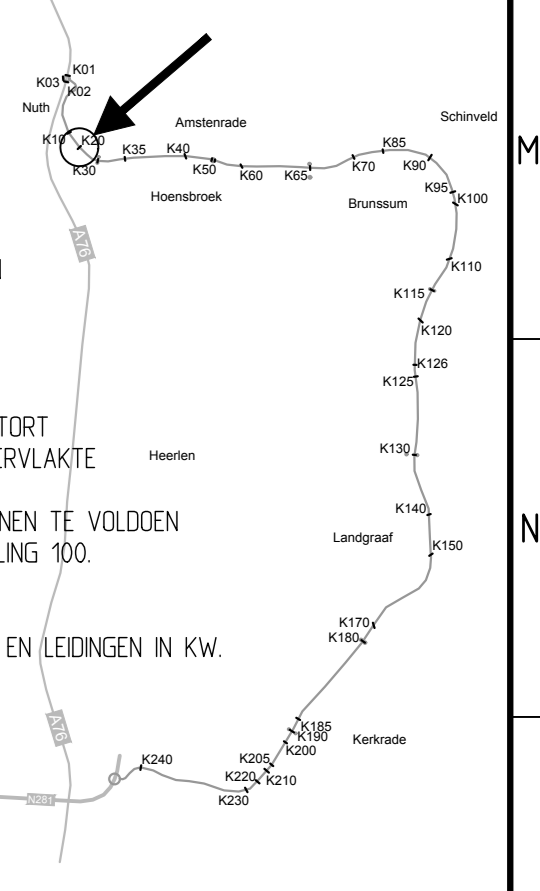 K01
K03
K02
Nuth
K10
K20
K30
K35
Amstenrade
K40
K50
Hoensbroek
K60
K65
K70
K85
Schinveld
K90
Brunssum
K95
K100
M
A76
K110
K115
K120
K126
K125
TORT
ERVLAKTE
Heerlen
K130
NEN TE VOLDOEN
LING 100.
K140
Landgraaf
K150
N
K170
K180
EN LEIDINGEN IN KW.
A76
K185
K190
K200
Kerkrade
K205
K210
K220
K230
K240
N281